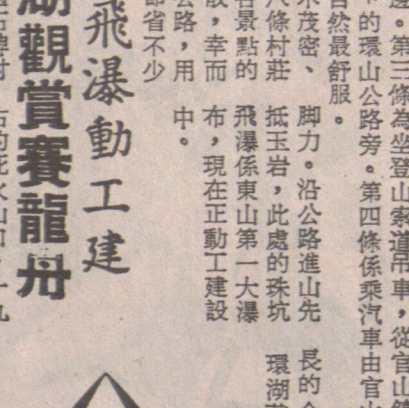 邊。第三條為坐登山索道吊車，從官山
的環山公路旁。第四條係乘汽車由官山
自然最舒服。
木茂密、
八條村莊
景點的
，幸而
公路，用
節省不少
脚力。沿公路進山先
抵玉岩，此處的珠坑
飛瀑係東山第一大瀑
布，現在正動工建設
中。
長的
環湖
飛瀑動工建
湖觀賞賽龍舟